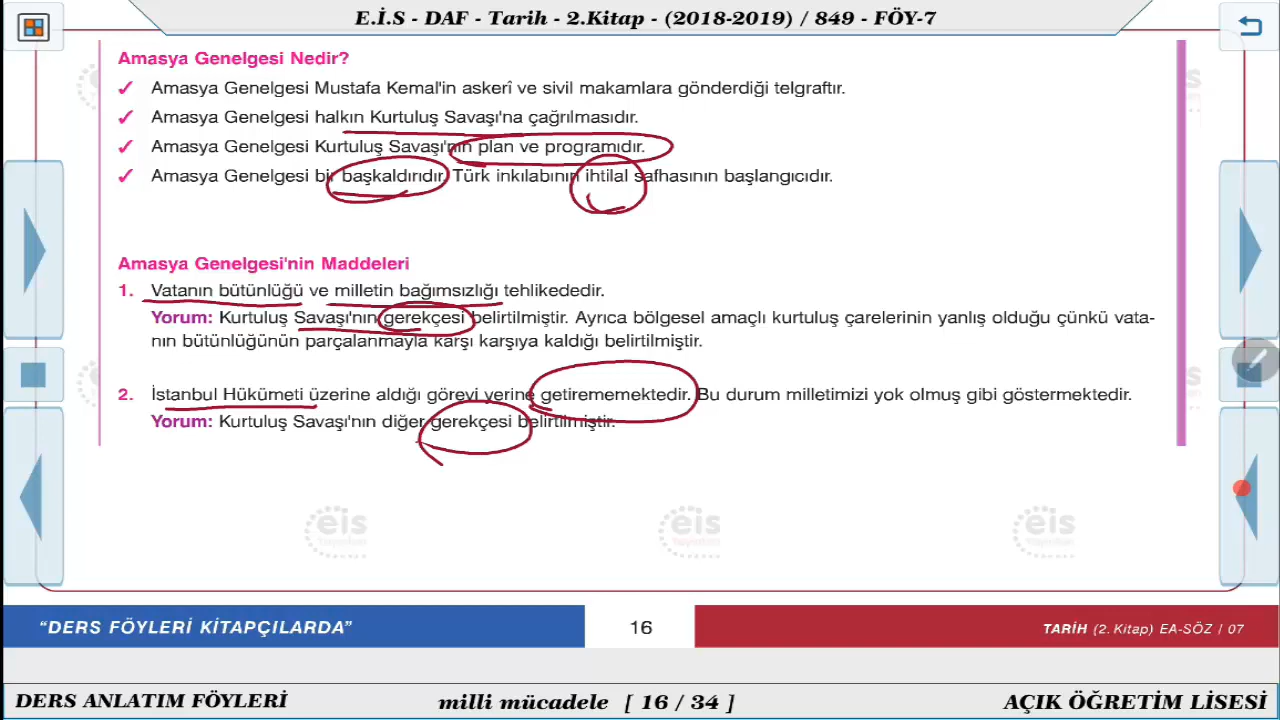 E.İ.S - DAF - Tarih - 2.Kitap - (2018-2019) / 849 - FÖY-7
Amasya Genelgesi Nedir?
✓ Amasya Genelgesi Mustafa Kemal'in askerî ve sivil makamlara gönderdiği telgraftır.
✓ Amasya Genelgesi halkın Kurtuluş Savaşı'na çağrılmasıdır.
✓ Amasya Genelgesi Kurtuluş Savaşı'nın plan ve programıdır.
✓ Amasya Genelgesi bir başkaldırıdır. Türk inkılabının ihtilal safhasının başlangıcıdır.
Amasya Genelgesi'nin Maddeleri
1. Vatanın bütünlüğü ve milletin bağımsızlığı tehlikededir.
Yorum: Kurtuluş Savaşı'nın gerekçesi belirtilmiştir. Ayrıca bölgesel amaçlı kurtuluş çarelerinin yanlış olduğu çünkü vata-
nın bütünlüğünün parçalanmayla karşı karşıya kaldığı belirtilmiştir.
2. İstanbul Hükümeti üzerine aldığı görevi yerine getirememektedir. Bu durum milletimizi yok olmuş gibi göstermektedir.
Yorum: Kurtuluş Savaşı'nın diğer gerekçesi belirtilmiştir.
eis eis eis
Yayınları Yayınları Yayınları
"DERS FÖYLERİ KİTAPÇILARDA"
16
TARİH (2. Kitap) EA-SÖZ / 07
DERS ANLATIM FÖYLERİ
milli mücadele [ 16 / 34 ]
AÇIK ÖĞRETİM LİSESİ